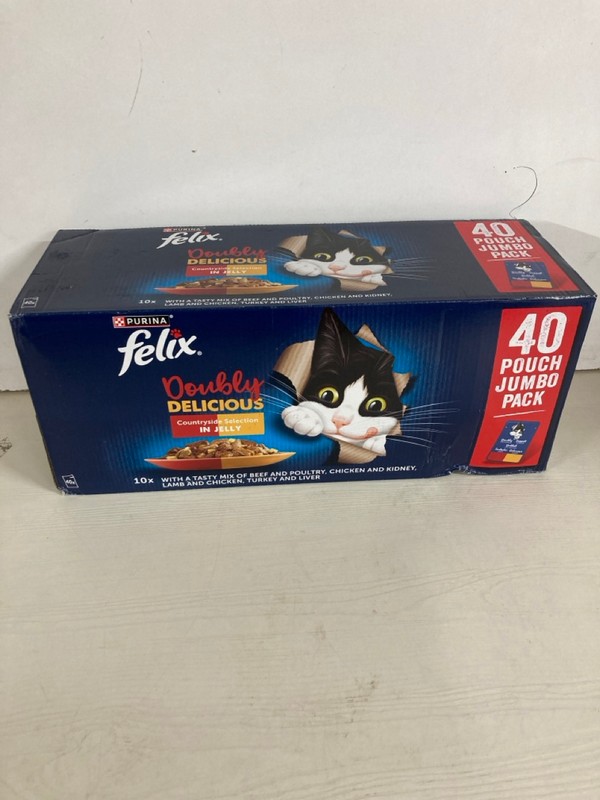 PURINA
felix.
Doubly
DELICIOUS
Countryside Selection
IN JELLY
10x WITH A TASTY MIX OF BEEF AND POULTRY, CHICKEN AND KIDNEY,
LAMB AND CHICKEN, TURKEY AND LIVER
40
POUCH
JUMBO
PACK
PURINA
felix.
Doubly
DELICIOUS
Countryside Selection
IN JELLY
10x WITH A TASTY MIX OF BEEF AND POULTRY, CHICKEN AND KIDNEY,
LAMB AND CHICKEN, TURKEY AND LIVER
40x
40
POUCH
JUMBO
PACK